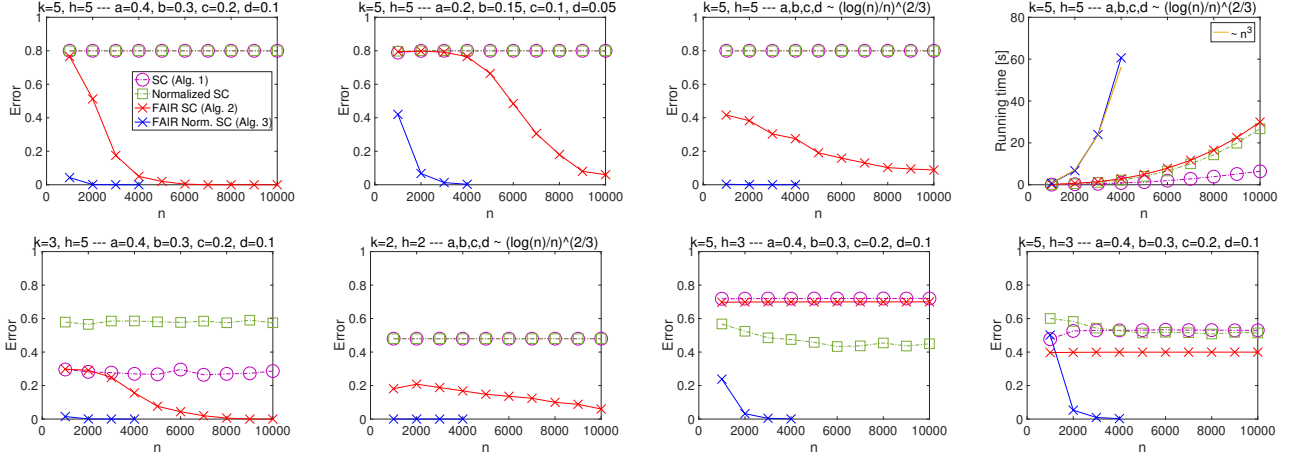 k=5, h=5 --- a=0.4, b=0.3, c=0.2, d=0.1
1
0.8
0.6
0.4
0.2
0
Error
SC (Alg. 1)
Normalized SC
FAIR SC (Alg. 2)
FAIR Norm. SC (Alg. 3)
0 2000 4000 6000 8000 10000
n
k=5, h=5 --- a=0.2, b=0.15, c=0.1, d=0.05
1
0.8
0.6
0.4
0.2
0
Error
0 2000 4000 6000 8000 10000
n
k=5, h=5 --- a,b,c,d ~ (log(n)/n)^(2/3)
1
0.8
0.6
0.4
0.2
0
Error
0 2000 4000 6000 8000 10000
n
k=5, h=5 --- a,b,c,d ~ (log(n)/n)^(2/3)
80
60
40
20
0
Running time [s]
~ n^3
0 2000 4000 6000 8000 10000
n
k=3, h=5 --- a=0.4, b=0.3, c=0.2, d=0.1
1
0.8
0.6
0.4
0.2
0
Error
0 2000 4000 6000 8000 10000
n
k=2, h=2 --- a,b,c,d ~ (log(n)/n)^(2/3)
1
0.8
0.6
0.4
0.2
0
Error
0 2000 4000 6000 8000 10000
n
k=5, h=3 --- a=0.4, b=0.3, c=0.2, d=0.1
1
0.8
0.6
0.4
0.2
0
Error
0 2000 4000 6000 8000 10000
n
k=5, h=3 --- a=0.4, b=0.3, c=0.2, d=0.1
1
0.8
0.6
0.4
0.2
0
Error
0 2000 4000 6000 8000 10000
n